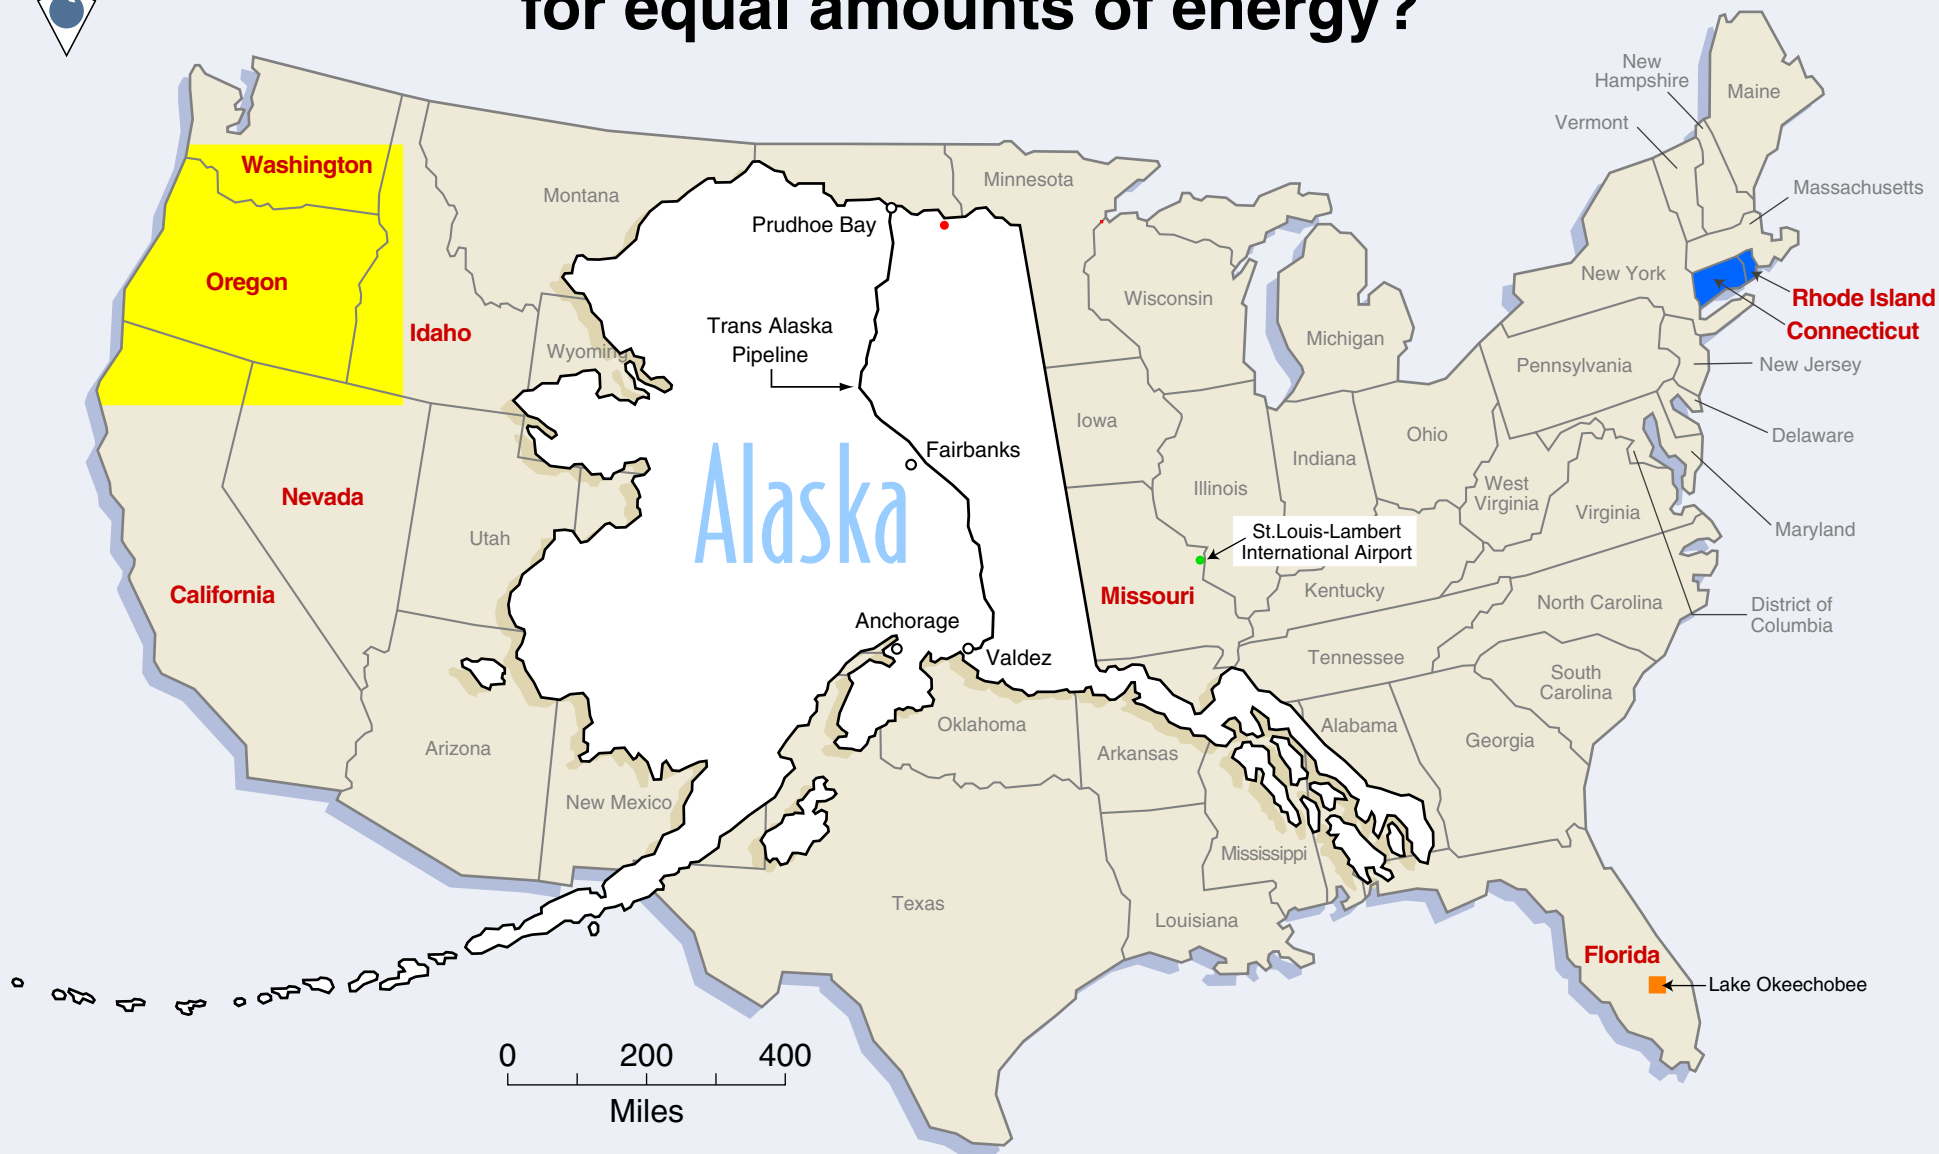 for equal amounts of energy?
New
Hampshire
Maine
Vermont
Washington
Montana
Minnesota
Massachusetts
Prudhoe Bay
Oregon
New York
Wisconsin
Rhode Island
Connecticut
Idaho
Trans Alaska
Pipeline
Wyoming
Michigan
Pennsylvania
New Jersey
Iowa
Ohio
Delaware
Fairbanks
Indiana
Alaska
Nevada
Illinois
West
Virginia
Virginia
Utah
St.Louis-Lambert
International Airport
Maryland
California
Missouri
Kentucky
North Carolina
District of
Columbia
Anchorage
Valdez
Tennessee
South
Carolina
Arizona
Oklahoma
Arkansas
Alabama
Georgia
New Mexico
Mississippi
Texas
Louisiana
Florida
Lake Okeechobee
0 200 400
Miles